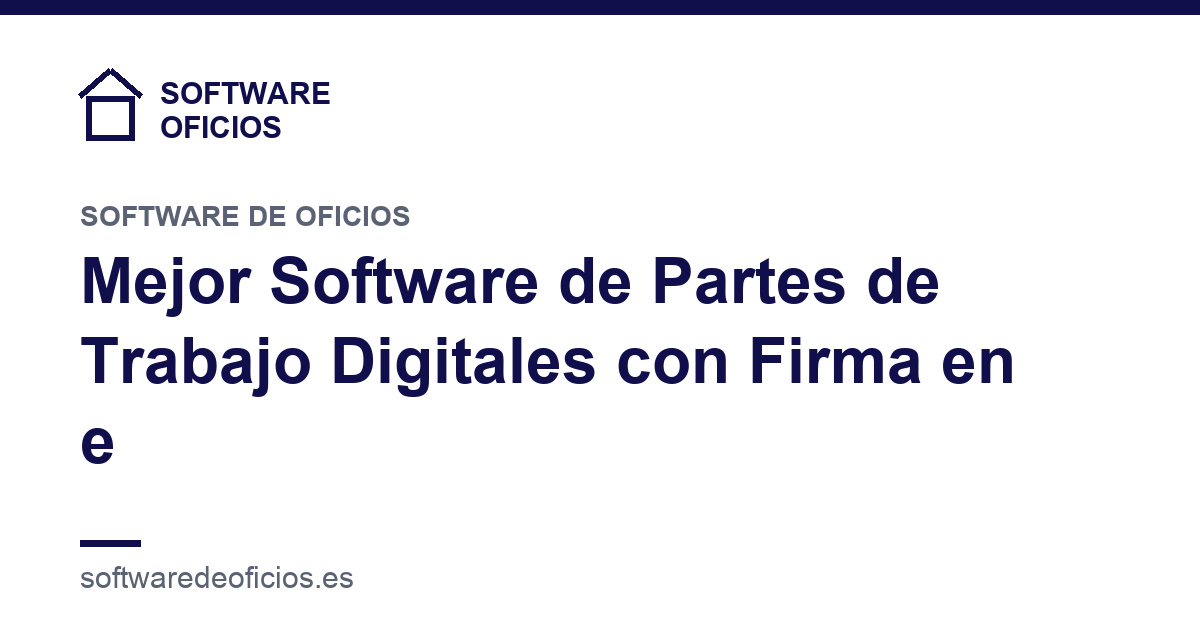 SOFTWARE
OFICIOS
SOFTWARE DE OFICIOS
Mejor Software de Partes de
Trabajo Digitales con Firma en
e
softwaredeoficios.es